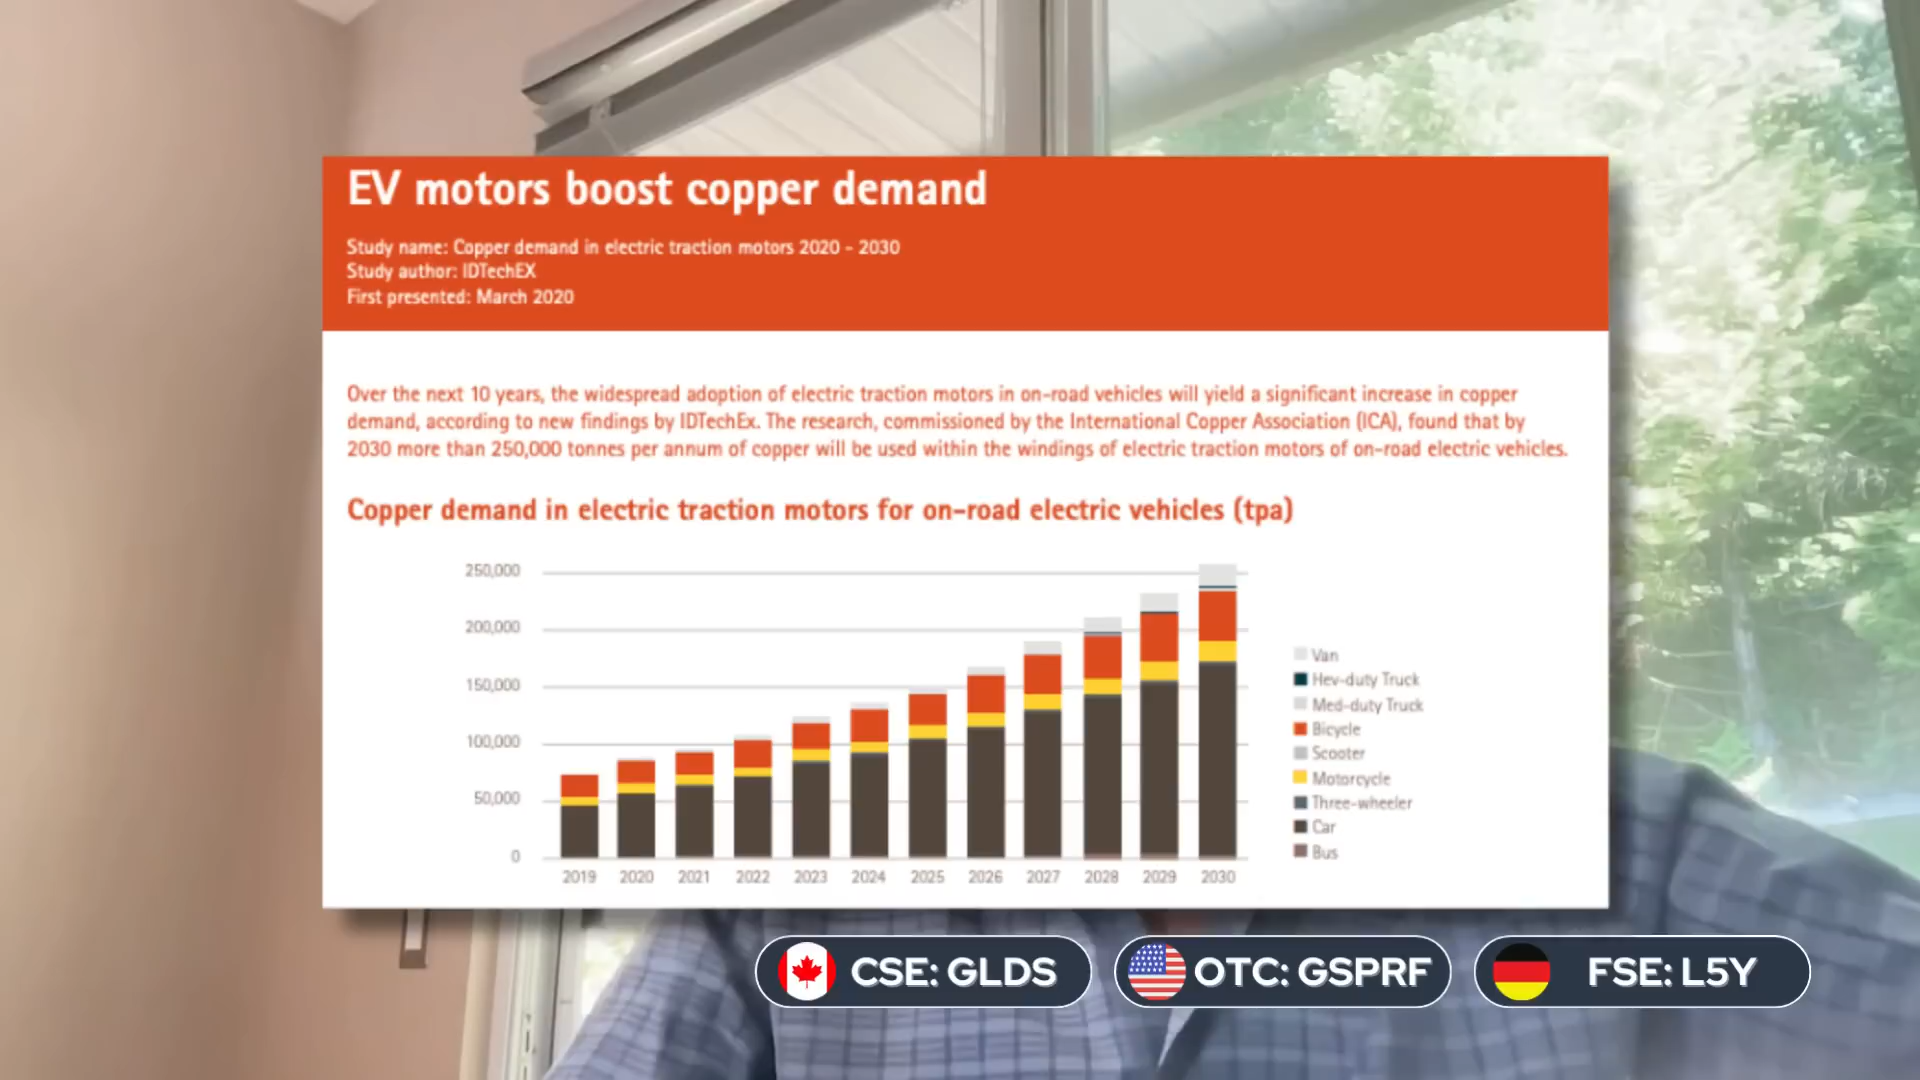 EV motors boost copper demand
Study name: Copper demand in electric traction motors 2020 - 2030
Study author: IDTechEX
First presented: March 2020
Over the next 10 years, the widespread adoption of electric traction motors in on-road vehicles will yield a significant increase in copper
demand, according to new findings by IDTechEx. The research, commissioned by the International Copper Association (ICA), found that by
2030 more than 250,000 tonnes per annum of copper will be used within the windings of electric traction motors of on-road electric vehicles.
Copper demand in electric traction motors for on-road electric vehicles (tpa)
250,000
200,000
150,000
100,000
50,000
0
2019 2020 2021 2022 2023 2024 2025 2026 2027 2028 2029 2030
Van
Hev-duty Truck
Med-duty Truck
Bicycle
Scooter
Motorcycle
Three-wheeler
Car
Bus
CSE: GLDS
OTC: GSPRF
FSE: L5Y